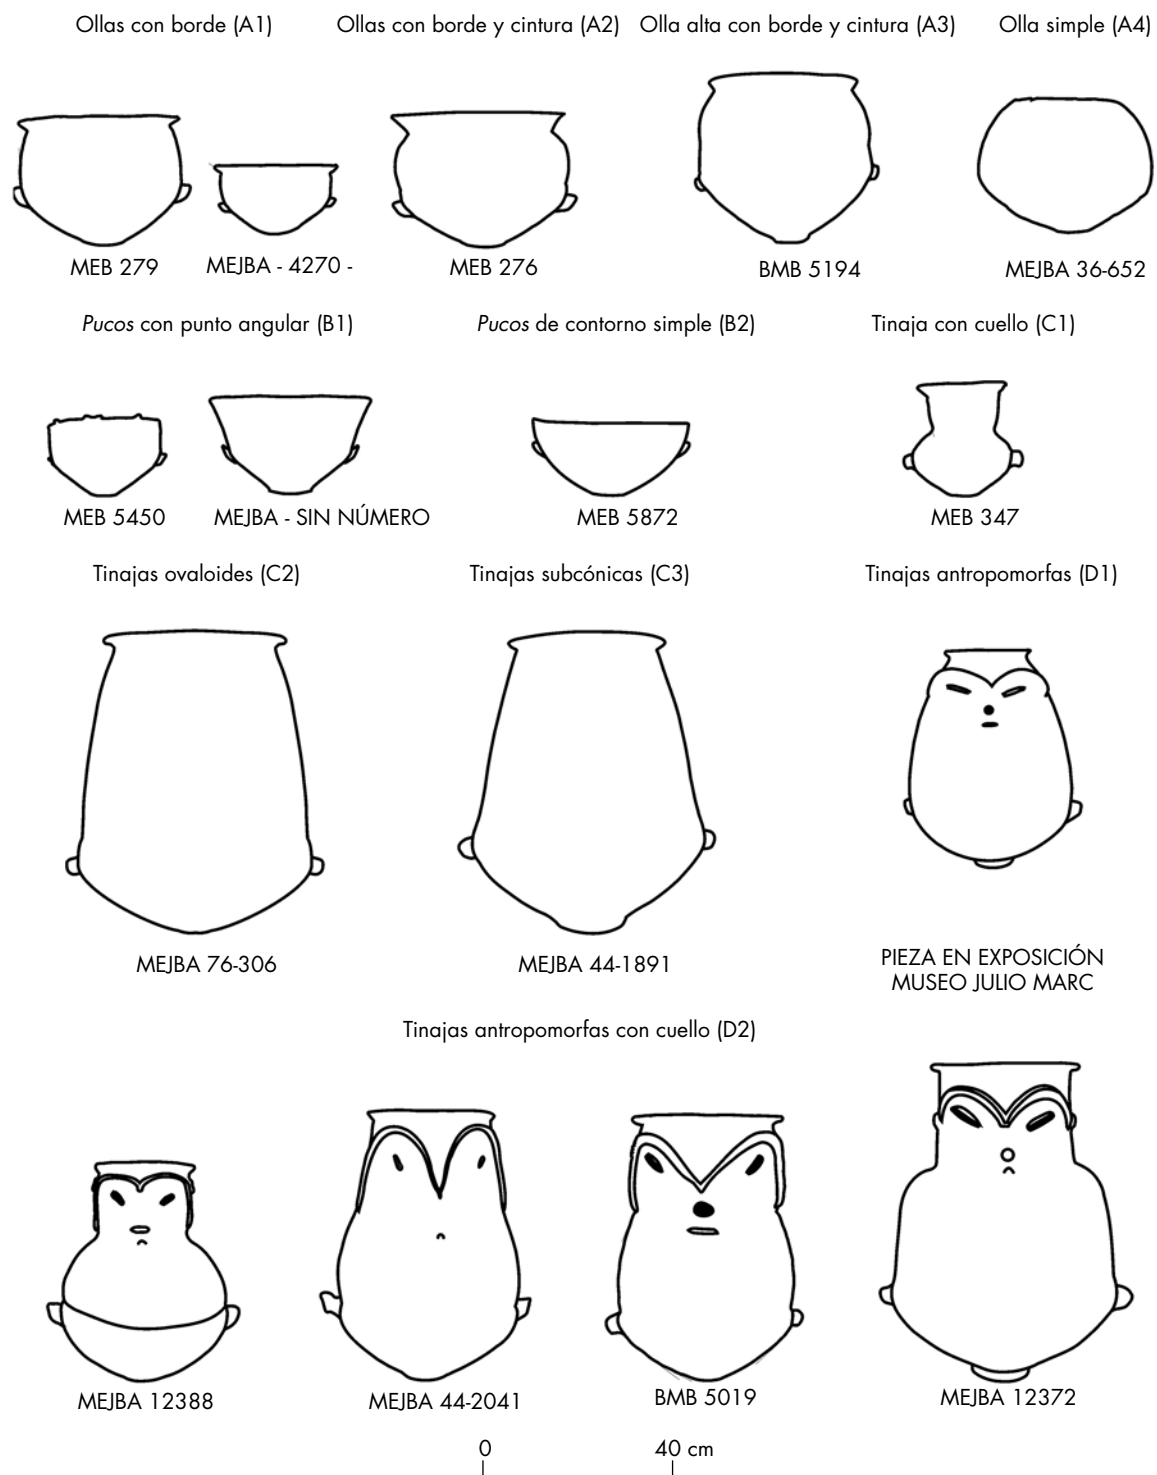 Ollas con borde (A1) Ollas con borde y cintura (A2) Olla alta con borde y cintura (A3) Olla simple (A4)
MEB 279 MEJBA - 4270 - MEB 276 BMB 5194 MEJBA 36-652
Pucos con punto angular (B1) Pucos de contorno simple (B2) Tinaja con cuello (C1)
MEB 5450 MEJBA - SIN NÚMERO MEB 5872 MEB 347
Tinajas ovaloides (C2) Tinajas subcónicas (C3) Tinajas antropomorfas (D1)
MEJBA 76-306 MEJBA 44-1891 PIEZA EN EXPOSICIÓN
MUSEO JULIO MARC
Tinajas antropomorfas con cuello (D2)
MEJBA 12388 MEJBA 44-2041 BMB 5019 MEJBA 12372
0 40 cm